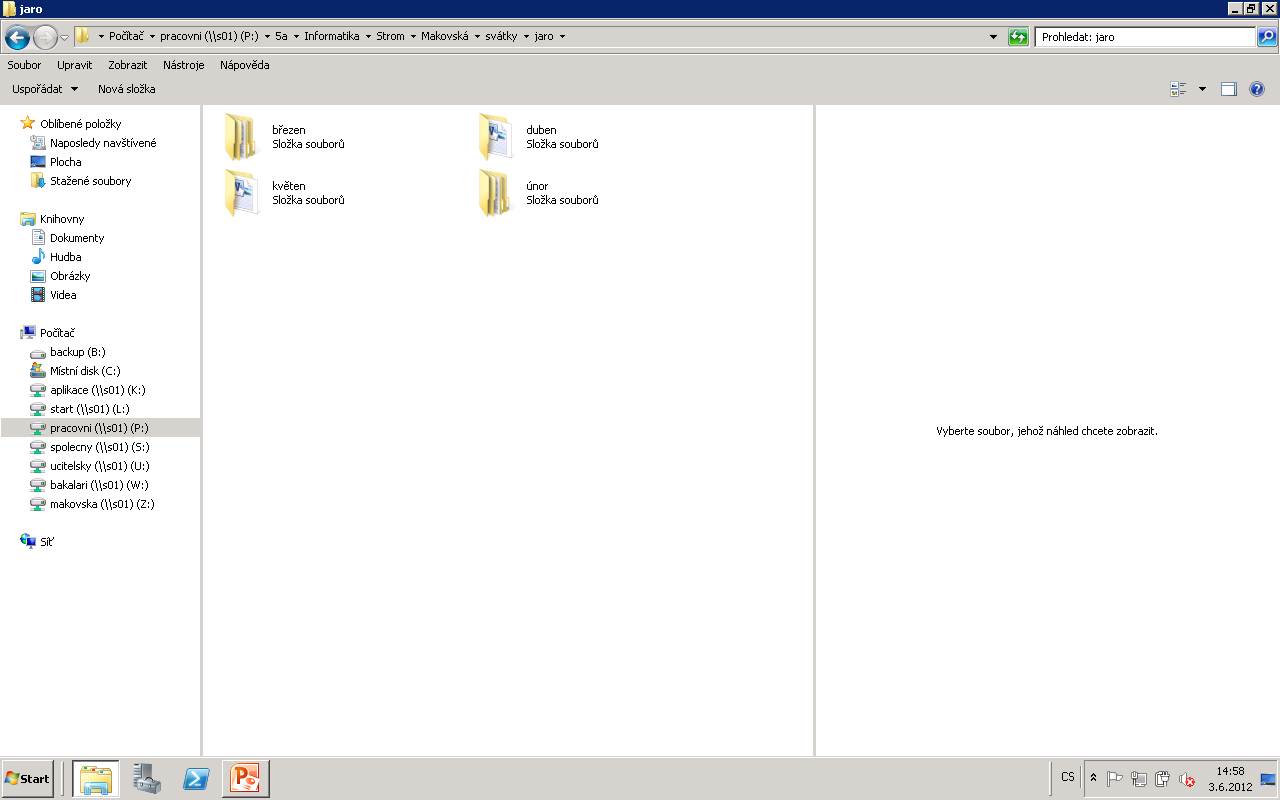 jaro
Počítač pracovni (\\s01) (P:) 5a Informatika Strom Makovská svátky jaro
Prohledat: jaro
Soubor Upravit Zobrazit Nástroje Nápověda
Uspořádat Nová složka
Oblíbené položky
Naposledy navštívené
Plocha
Stažené soubory
Knihovny
Dokumenty
Hudba
Obrázky
Videa
Počítač
backup (B:)
Místní disk (C:)
aplikace (\\s01) (K:)
start (\\s01) (L:)
pracovni (\\s01) (P:)
spolecny (\\s01) (S:)
ucitelsky (\\s01) (U:)
bakalari (\\s01) (W:)
makovska (\\s01) (Z:)
Síť
březen
Složka souborů
duben
Složka souborů
květen
Složka souborů
únor
Složka souborů
Vyberte soubor, jehož náhled chcete zobrazit.
Start
CS
14:58
3.6.2012